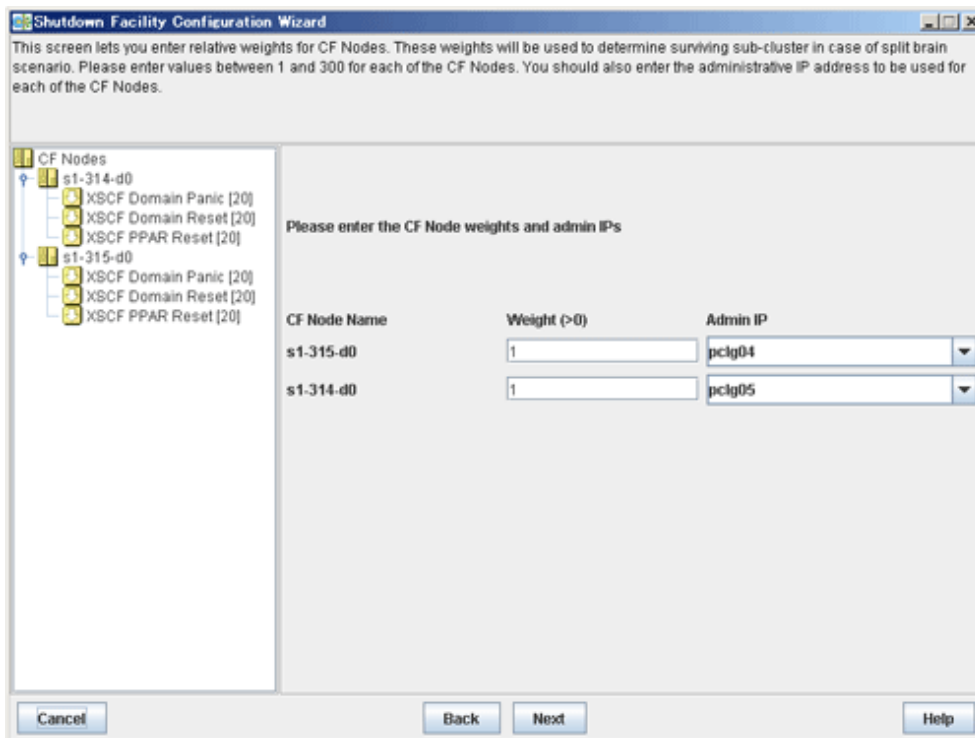 Shutdown Facility Configuration Wizard
This screen lets you enter relative weights for CF Nodes. These weights will be used to determine surviving sub-cluster in case of split brain
scenario. Please enter values between 1 and 300 for each of the CF Nodes. You should also enter the administrative IP address to be used for
each of the CF Nodes.
CF Nodes
s1-314-d0
XSCF Domain Panic [20]
XSCF Domain Reset [20]
XSCF PPAR Reset [20]
s1-315-d0
XSCF Domain Panic [20]
XSCF Domain Reset [20]
XSCF PPAR Reset [20]
Please enter the CF Node weights and admin IPs
CF Node Name Weight (>0) Admin IP
s1-315-d0 1 pclg04
s1-314-d0 1 pclg05
Cancel Back Next Help